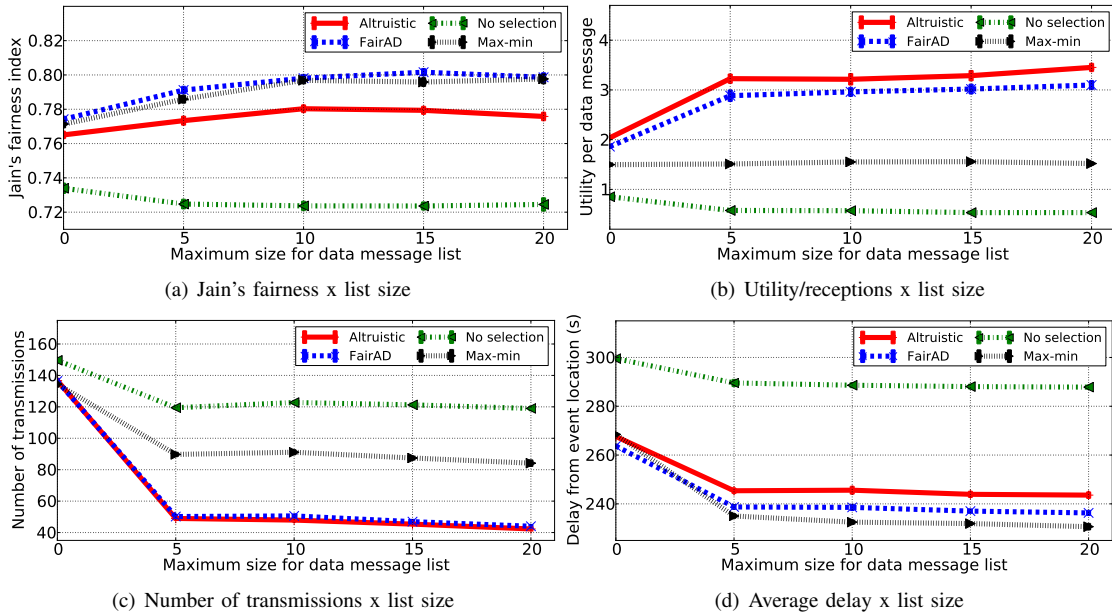 Altruistic
FairAD
No selection
Max-min
0.82
0.80
0.78
0.76
0.74
0.72
Jain's fairness index
0 5 10 15 20
Maximum size for data message list
(a) Jain's fairness x list size
Altruistic
FairAD
No selection
Max-min
4
3
2
1
Utility per data message
0 5 10 15 20
Maximum size for data message list
(b) Utility/receptions x list size
Altruistic
FairAD
No selection
Max-min
160
140
120
100
80
60
40
Number of transmissions
0 5 10 15 20
Maximum size for data message list
(c) Number of transmissions x list size
Altruistic
FairAD
No selection
Max-min
300
280
260
240
Delay from event location (s)
0 5 10 15 20
Maximum size for data message list
(d) Average delay x list size